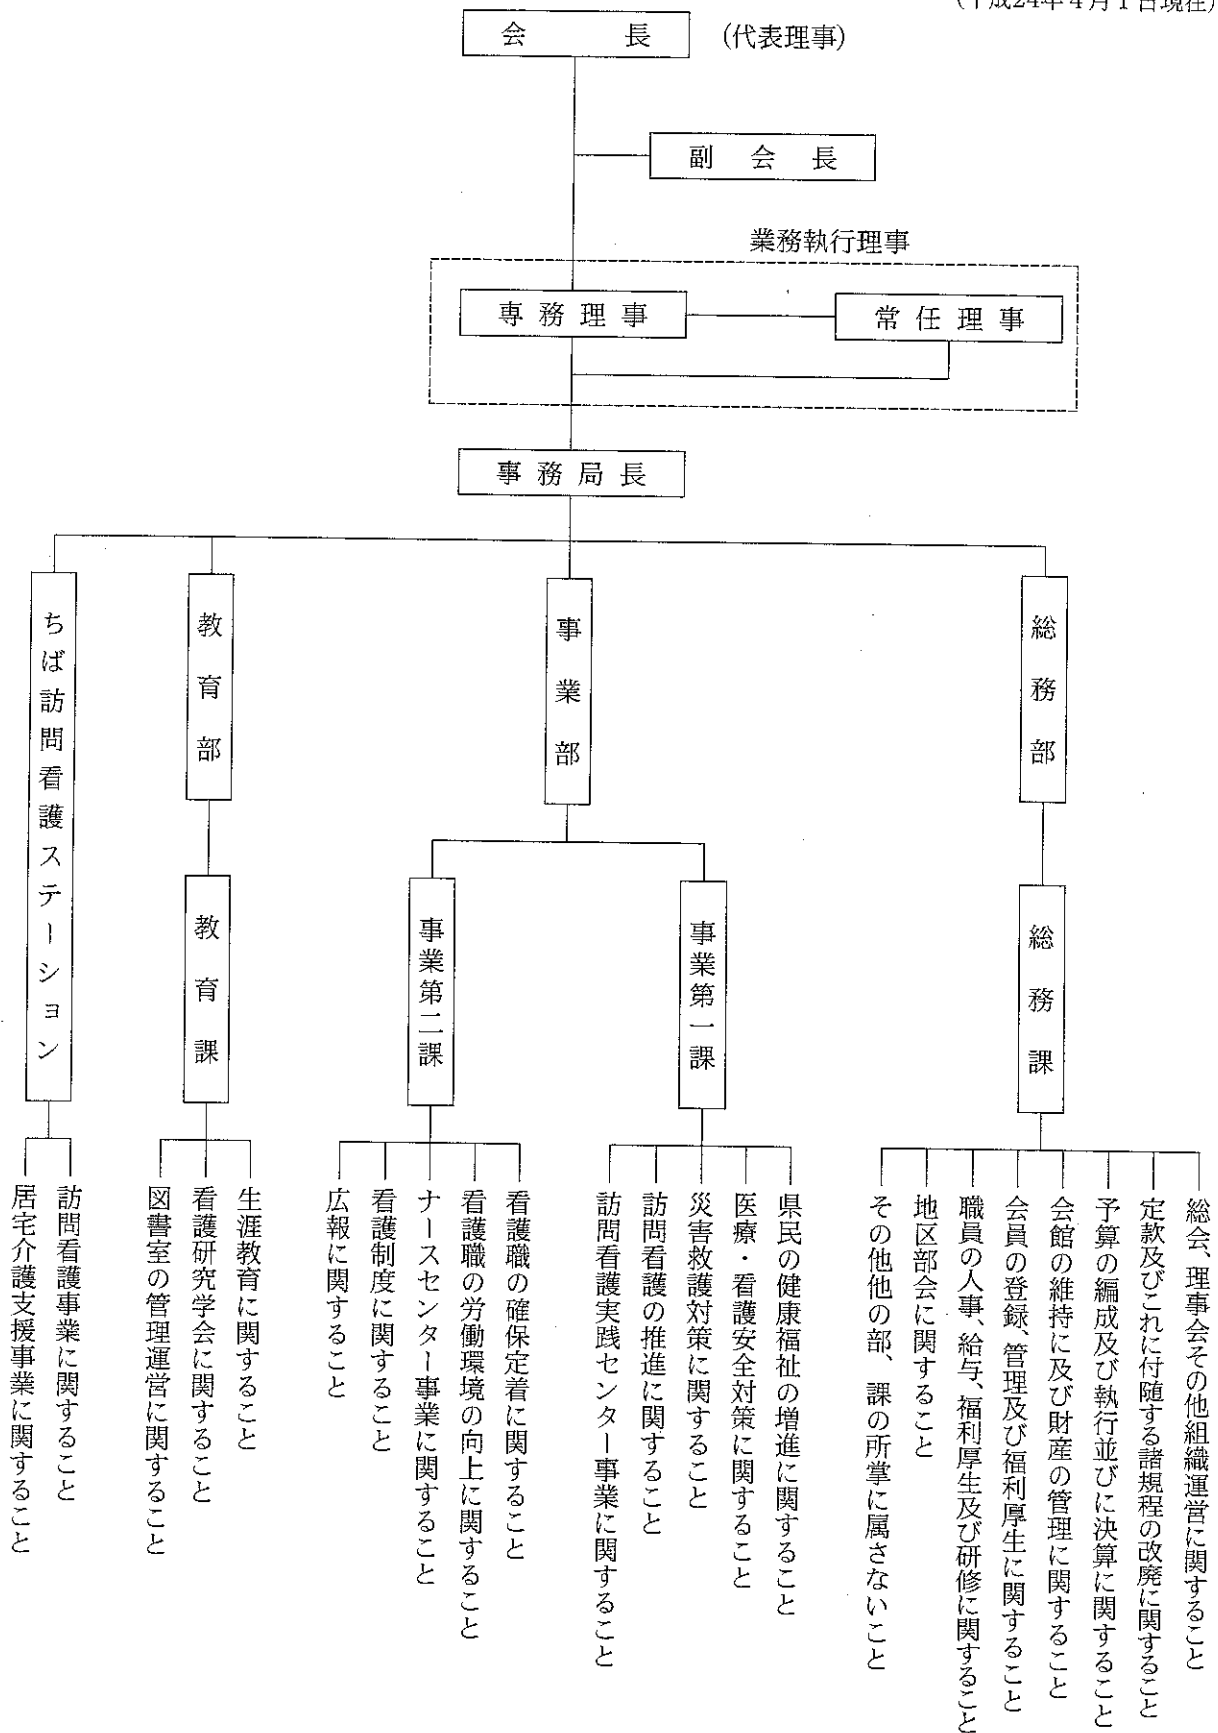 （平成24年４月１日現在）
会長 （代表理事）
副会長
業務執行理事
専務理事
常任理事
事務局長
総務部
事業部
教育部
ちば訪問看護ステーション
総務課
事業第一課
事業第二課
教育課
総会、理事会その他組織運営に関すること
定款及びこれに付随する諸規程の改廃に関すること
予算の編成及び執行並びに決算に関すること
会館の維持に及び財産の管理に関すること
会員の登録、管理及び福利厚生に関すること
職員の人事、給与、福利厚生及び研修に関すること
地区部会に関すること
その他他の部、課の所掌に属さないこと
県民の健康福祉の増進に関すること
医療・看護安全対策に関すること
災害救護対策に関すること
訪問看護の推進に関すること
訪問看護実践センター事業に関すること
看護職の確保定着に関すること
看護職の労働環境の向上に関すること
ナースセンター事業に関すること
看護制度に関すること
広報に関すること
生涯教育に関すること
看護研究学会に関すること
図書室の管理運営に関すること
訪問看護事業に関すること
居宅介護支援事業に関すること